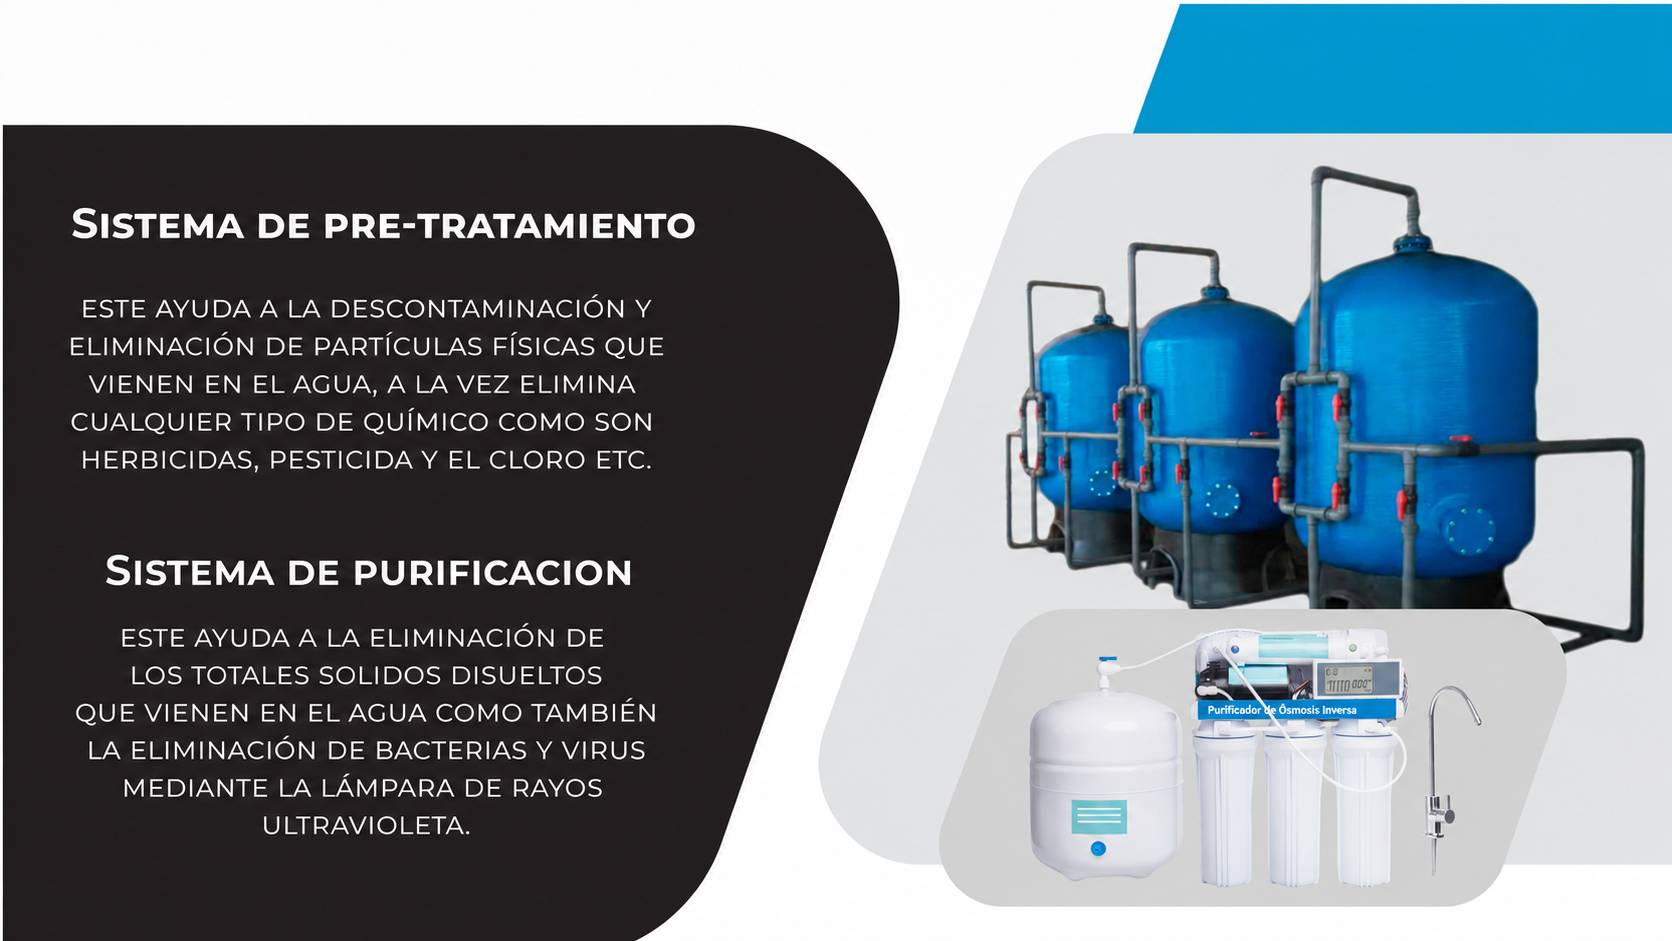 SISTEMA DE PRE-TRATAMIENTO
ESTE AYUDA A LA DESCONTAMINACIÓN Y
ELIMINACIÓN DE PARTÍCULAS FÍSICAS QUE
VIENEN EN EL AGUA, A LA VEZ ELIMINA
CUALQUIER TIPO DE QUÍMICO COMO SON
HERBICIDAS, PESTICIDA Y EL CLORO ETC.
SISTEMA DE PURIFICACION
ESTE AYUDA A LA ELIMINACIÓN DE
LOS TOTALES SOLIDOS DISUELTOS
QUE VIENEN EN EL AGUA COMO TAMBIÉN
LA ELIMINACIÓN DE BACTERIAS Y VIRUS
MEDIANTE LA LÁMPARA DE RAYOS
ULTRAVIOLETA.
Purificador de Ôsmosis Inversa